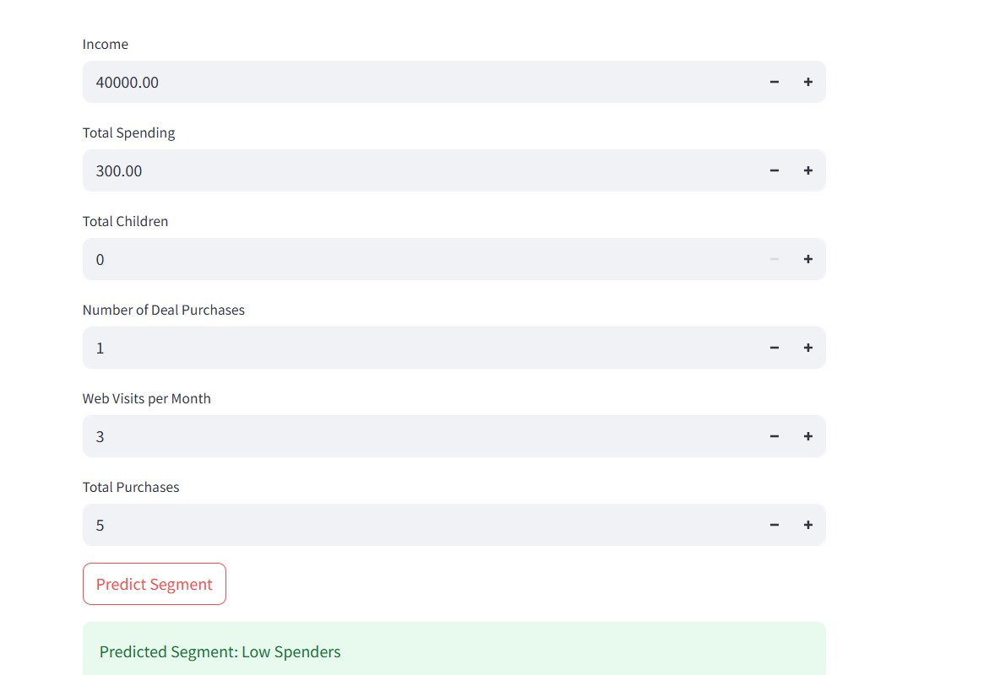 Income
40000.00
Total Spending
300.00
Total Children
0
Number of Deal Purchases
1
Web Visits per Month
3
Total Purchases
5
Predict Segment
Predicted Segment: Low Spenders